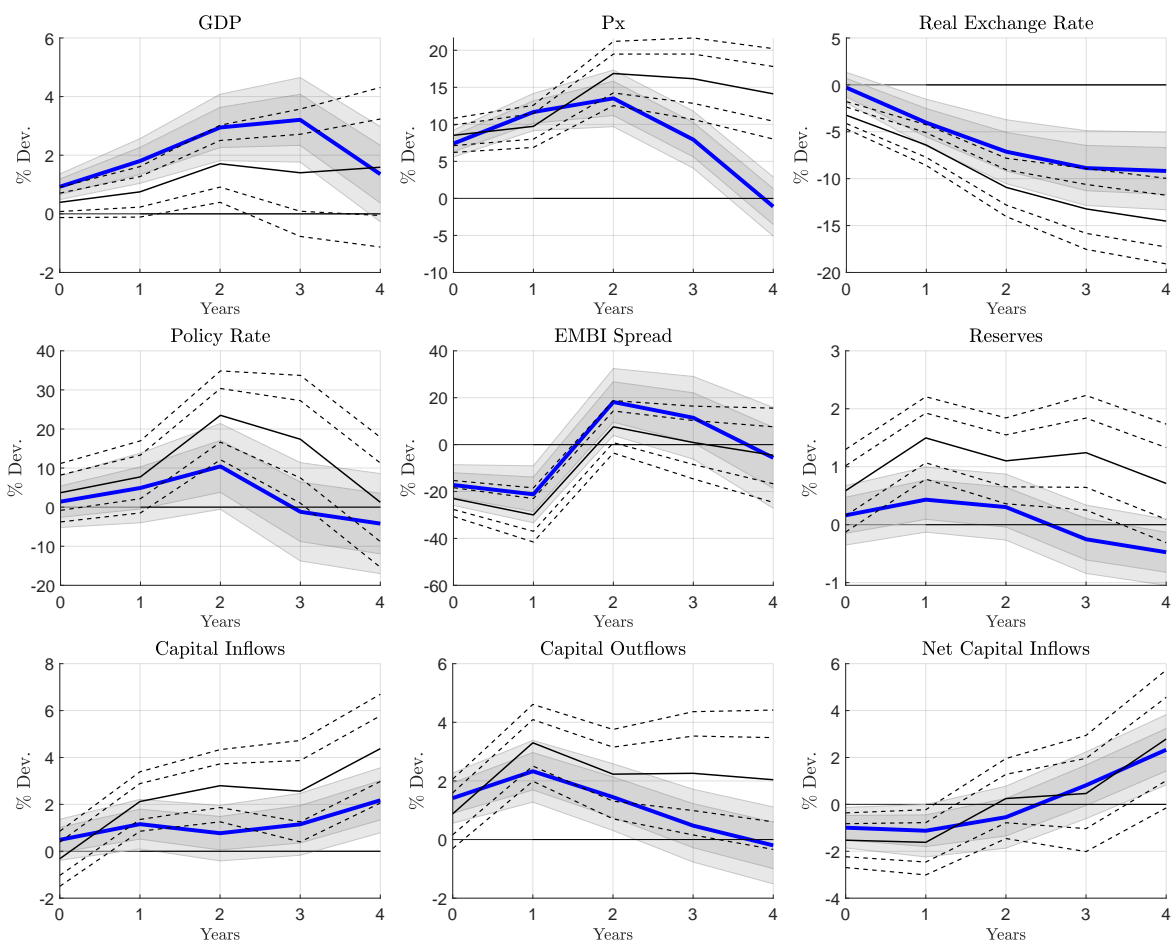 GDP
Px
Real Exchange Rate
6
4
2
0
-2
% Dev.
0 1 2 3 4
Years
20
15
10
5
0
-5
-10
% Dev.
0 1 2 3 4
Years
5
0
-5
-10
-15
-20
% Dev.
0 1 2 3 4
Years
Policy Rate
EMBI Spread
Reserves
40
30
20
10
0
-10
-20
% Dev.
0 1 2 3 4
Years
40
20
0
-20
-40
-60
% Dev.
0 1 2 3 4
Years
3
2
1
0
-1
% Dev.
0 1 2 3 4
Years
Capital Inflows
Capital Outflows
Net Capital Inflows
8
6
4
2
0
-2
% Dev.
0 1 2 3 4
Years
6
4
2
0
-2
% Dev.
0 1 2 3 4
Years
6
4
2
0
-2
-4
% Dev.
0 1 2 3 4
Years